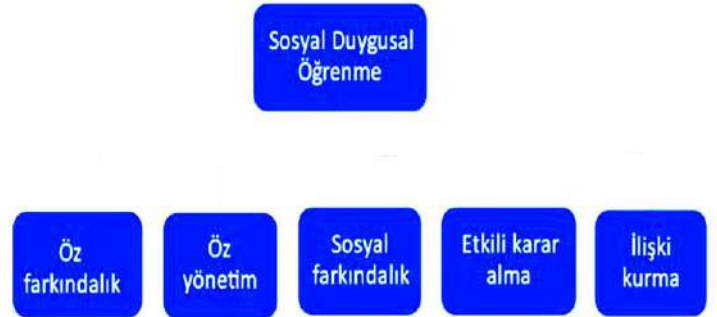 Sosyal Duygusal
Öğrenme
Öz
farkındalık
Öz
yönetim
Sosyal
farkındalık
Etkili karar
alma
İlişki
kurma